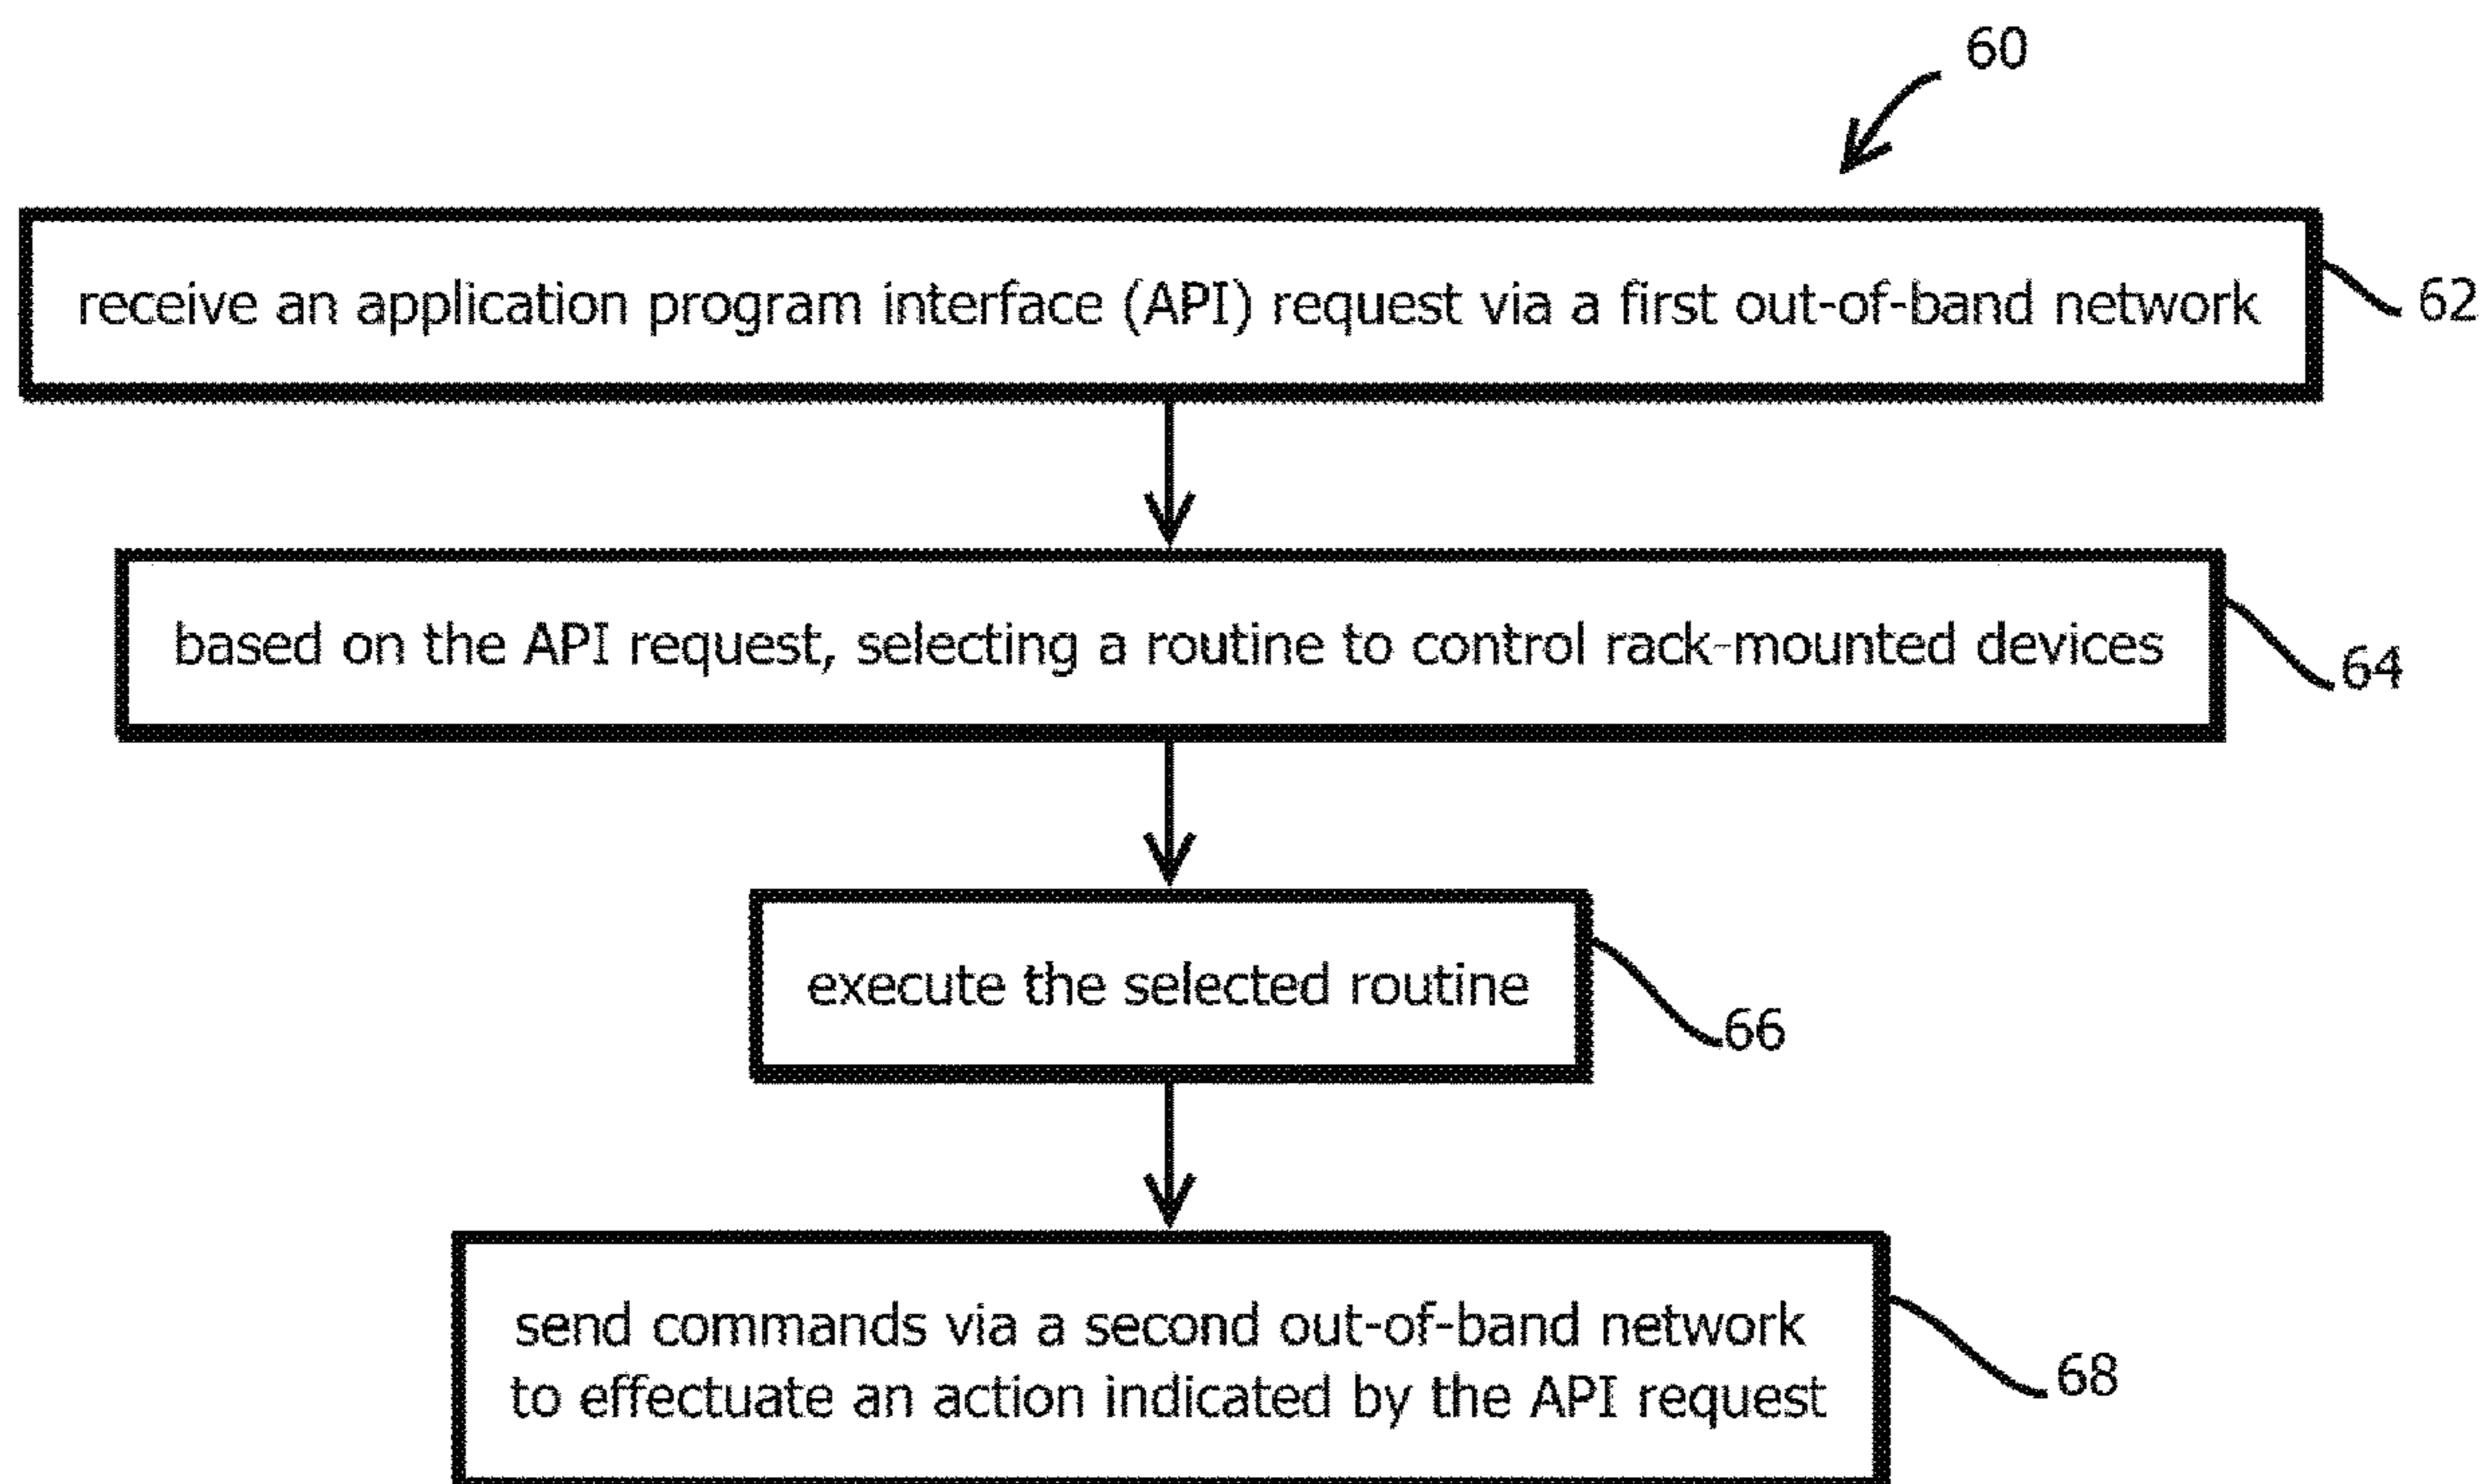 60
receive an application program interface (API) request via a first out-of-band network
62
based on the API request, selecting a routine to control rack-mounted devices
64
execute the selected routine
66
send commands via a second out-of-band network
to effectuate an action indicated by the API request
68